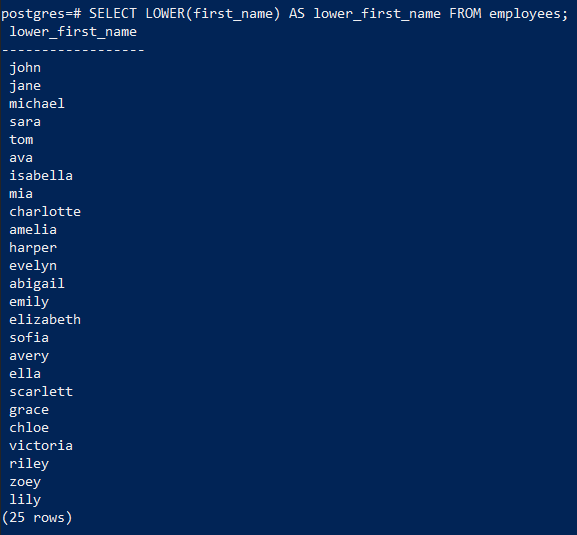 postgres=# SELECT LOWER(first_name) AS lower_first_name FROM employees;
lower_first_name
------------------
john
jane
michael
sara
tom
ava
isabella
mia
charlotte
amelia
harper
evelyn
abigail
emily
elizabeth
sofia
avery
ella
scarlett
grace
chloe
victoria
riley
zoey
lily
(25 rows)